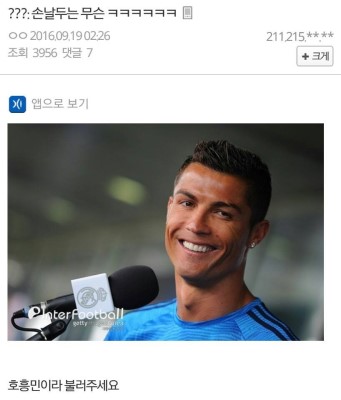 ???: 손날두는 무슨 ㅋㅋㅋㅋㅋㅋ
ㅇㅇ 2016.09.19 02:26
211,215.**.**
조회 3956 댓글 7
+ 크게
앱으로 보기
InterFootball
gettyimages
호흥민이라 불러주세요